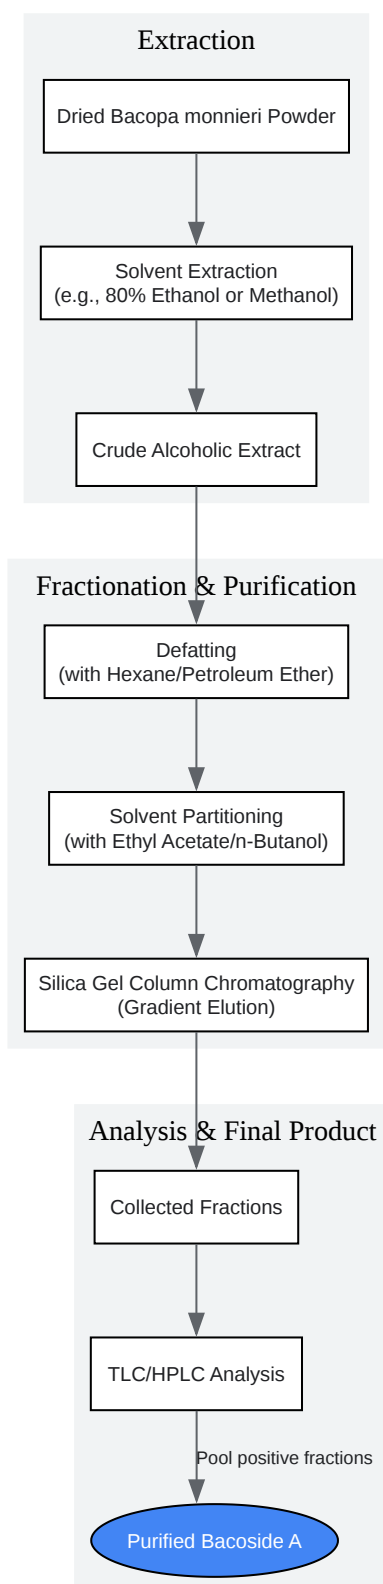 Extraction
Dried Bacopa monnieri Powder
Solvent Extraction
(e.g., 80% Ethanol or Methanol)
Crude Alcoholic Extract
Fractionation & Purification
Defatting
(with Hexane/Petroleum Ether)
Solvent Partitioning
(with Ethyl Acetate/n-Butanol)
Silica Gel Column Chromatography
(Gradient Elution)
Analysis & Final Product
Collected Fractions
TLC/HPLC Analysis
Pool positive fractions
Purified Bacoside A